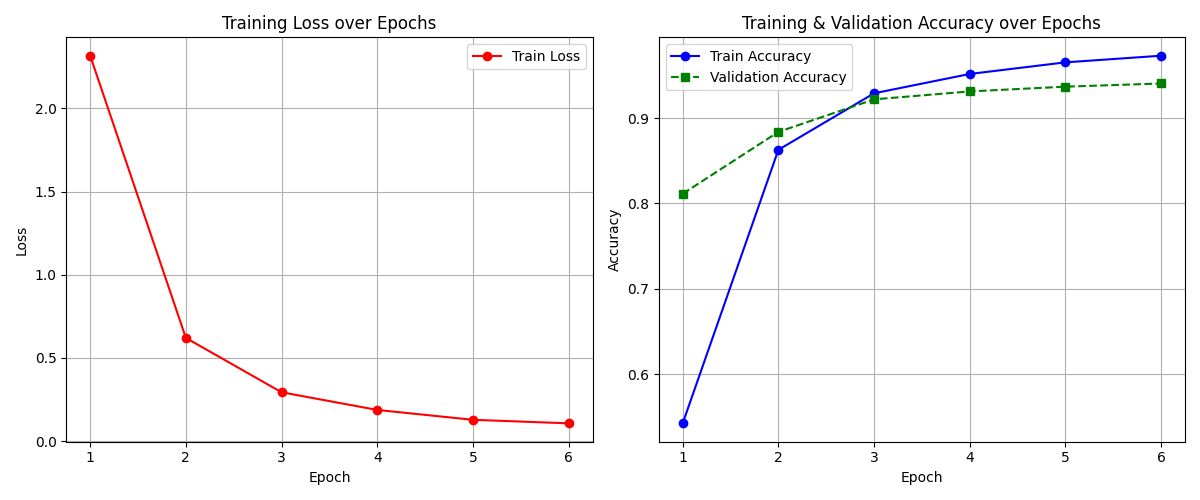 Training Loss over Epochs
Train Loss
2.0
1.5
1.0
0.5
0.0
Loss
1 2 3 4 5 6
Epoch
Training & Validation Accuracy over Epochs
Train Accuracy
Validation Accuracy
0.9
0.8
0.7
0.6
Accuracy
1 2 3 4 5 6
Epoch